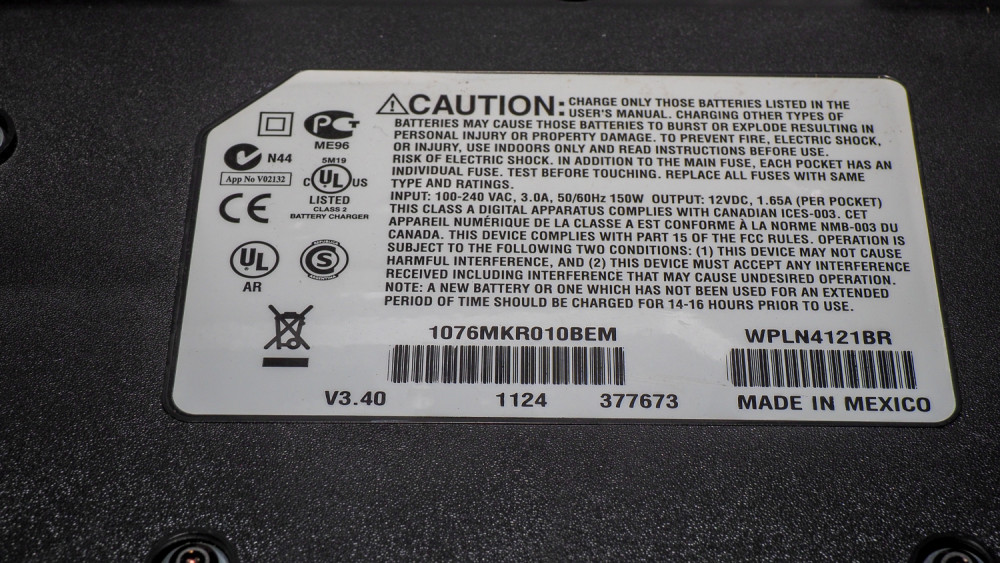 ⚠CAUTION: CHARGE ONLY THOSE BATTERIES LISTED IN THE
USER'S MANUAL. CHARGING OTHER TYPES OF
BATTERIES MAY CAUSE THOSE BATTERIES TO BURST OR EXPLODE RESULTING IN
PERSONAL INJURY OR PROPERTY DAMAGE. TO PREVENT FIRE, ELECTRIC SHOCK,
OR INJURY, USE INDOORS ONLY AND READ INSTRUCTIONS BEFORE USE.
RISK OF ELECTRIC SHOCK. IN ADDITION TO THE MAIN FUSE, EACH POCKET HAS AN
INDIVIDUAL FUSE. TEST BEFORE TOUCHING. REPLACE ALL FUSES WITH SAME
TYPE AND RATINGS.
INPUT: 100-240 VAC, 3.0A, 50/60Hz 150W OUTPUT: 12VDC, 1.65A (PER POCKET)
THIS CLASS A DIGITAL APPARATUS COMPLIES WITH CANADIAN ICES-003. CET
APPAREIL NUMÉRIQUE DE LA CLASSE A EST CONFORME À LA NORME NMB-003 DU
CANADA. THIS DEVICE COMPLIES WITH PART 15 OF THE FCC RULES. OPERATION IS
SUBJECT TO THE FOLLOWING TWO CONDITIONS: (1) THIS DEVICE MAY NOT CAUSE
HARMFUL INTERFERENCE, AND (2) THIS DEVICE MUST ACCEPT ANY INTERFERENCE
RECEIVED INCLUDING INTERFERENCE THAT MAY CAUSE UNDESIRED OPERATION.
NOTE: A NEW BATTERY OR ONE WHICH HAS NOT BEEN USED FOR AN EXTENDED
PERIOD OF TIME SHOULD BE CHARGED FOR 14-16 HOURS PRIOR TO USE.
PCT
ME96
N44
App No V02132
5M19
C UL US
LISTED
CLASS 2
BATTERY CHARGER
CE
UL
AR
REPUBLICA
S
ARGENTINA
1076MKR010BEM
WPLN4121BR
V3.40 1124 377673 MADE IN MEXICO